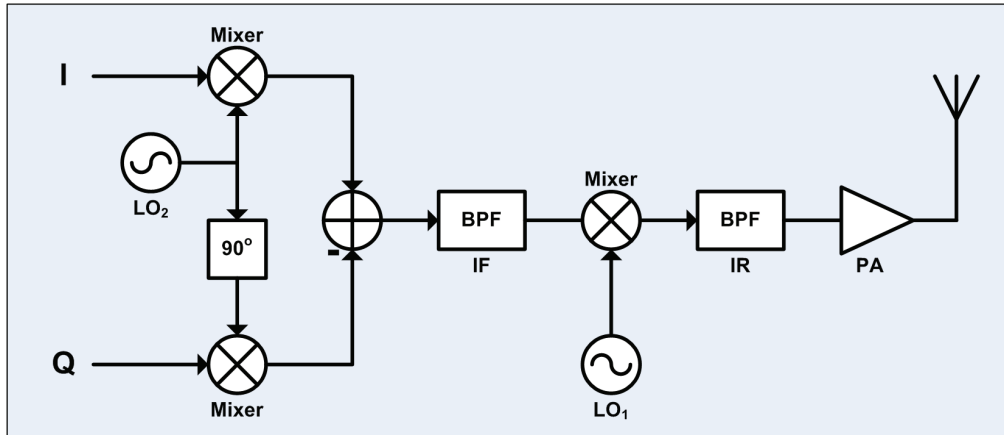 Mixer
I
LO₂
90°
Q
Mixer
-
BPF
IF
Mixer
LO₁
BPF
IR
PA